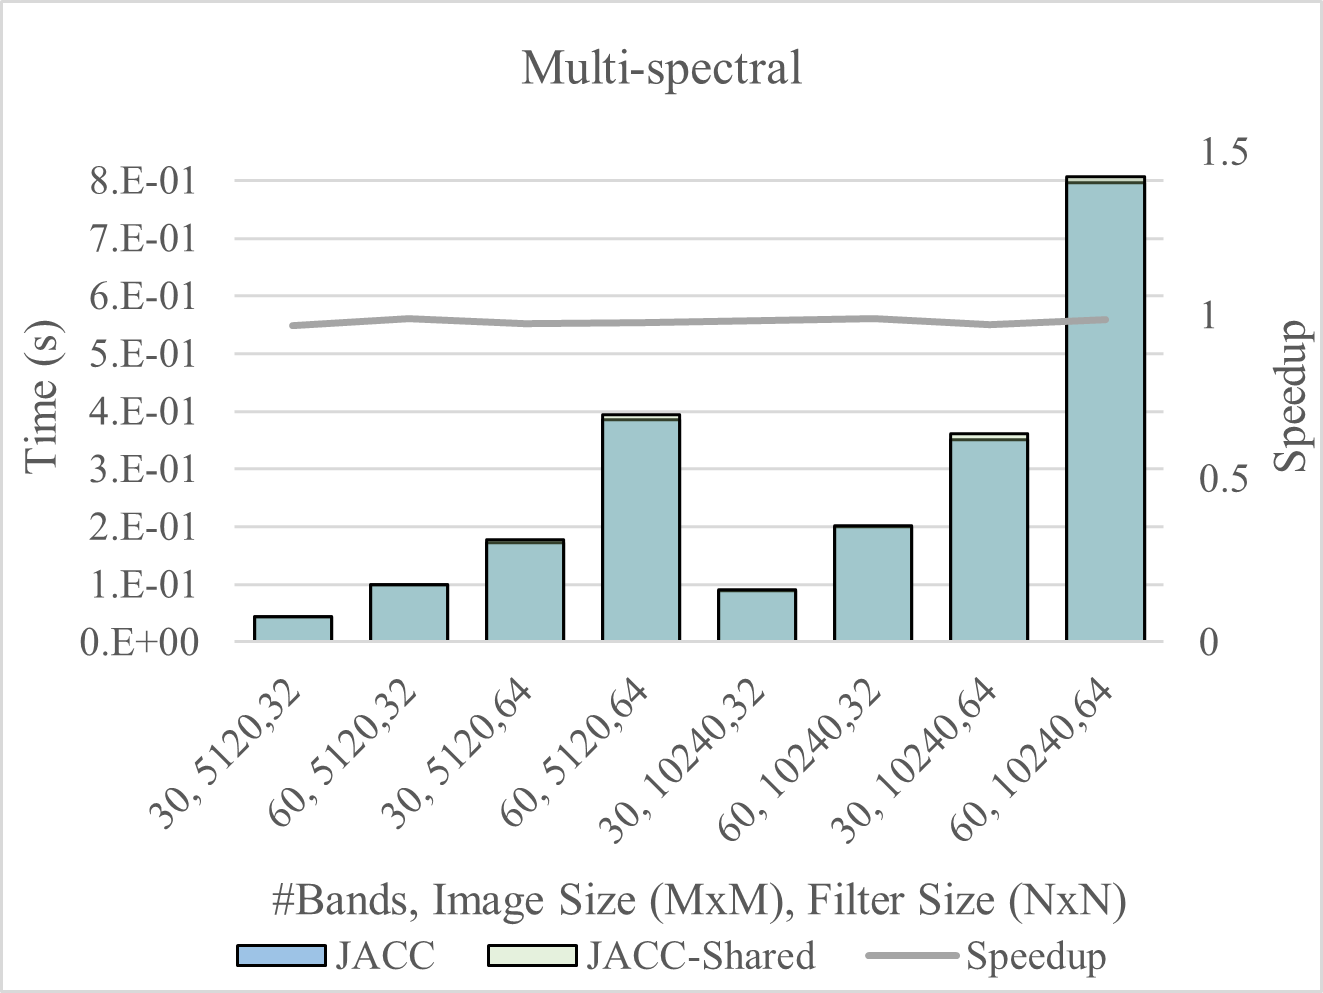 Multi-spectral
8.E-01
7.E-01
6.E-01
5.E-01
4.E-01
3.E-01
2.E-01
1.E-01
0.E+00
Time (s)
1.5
1
0.5
0
Speedup
30, 5120,32
60, 5120,32
30, 5120,64
60, 5120,64
30, 10240,32
60, 10240,32
30, 10240,64
60, 10240,64
#Bands, Image Size (MxM), Filter Size (NxN)
JACC JACC-Shared Speedup